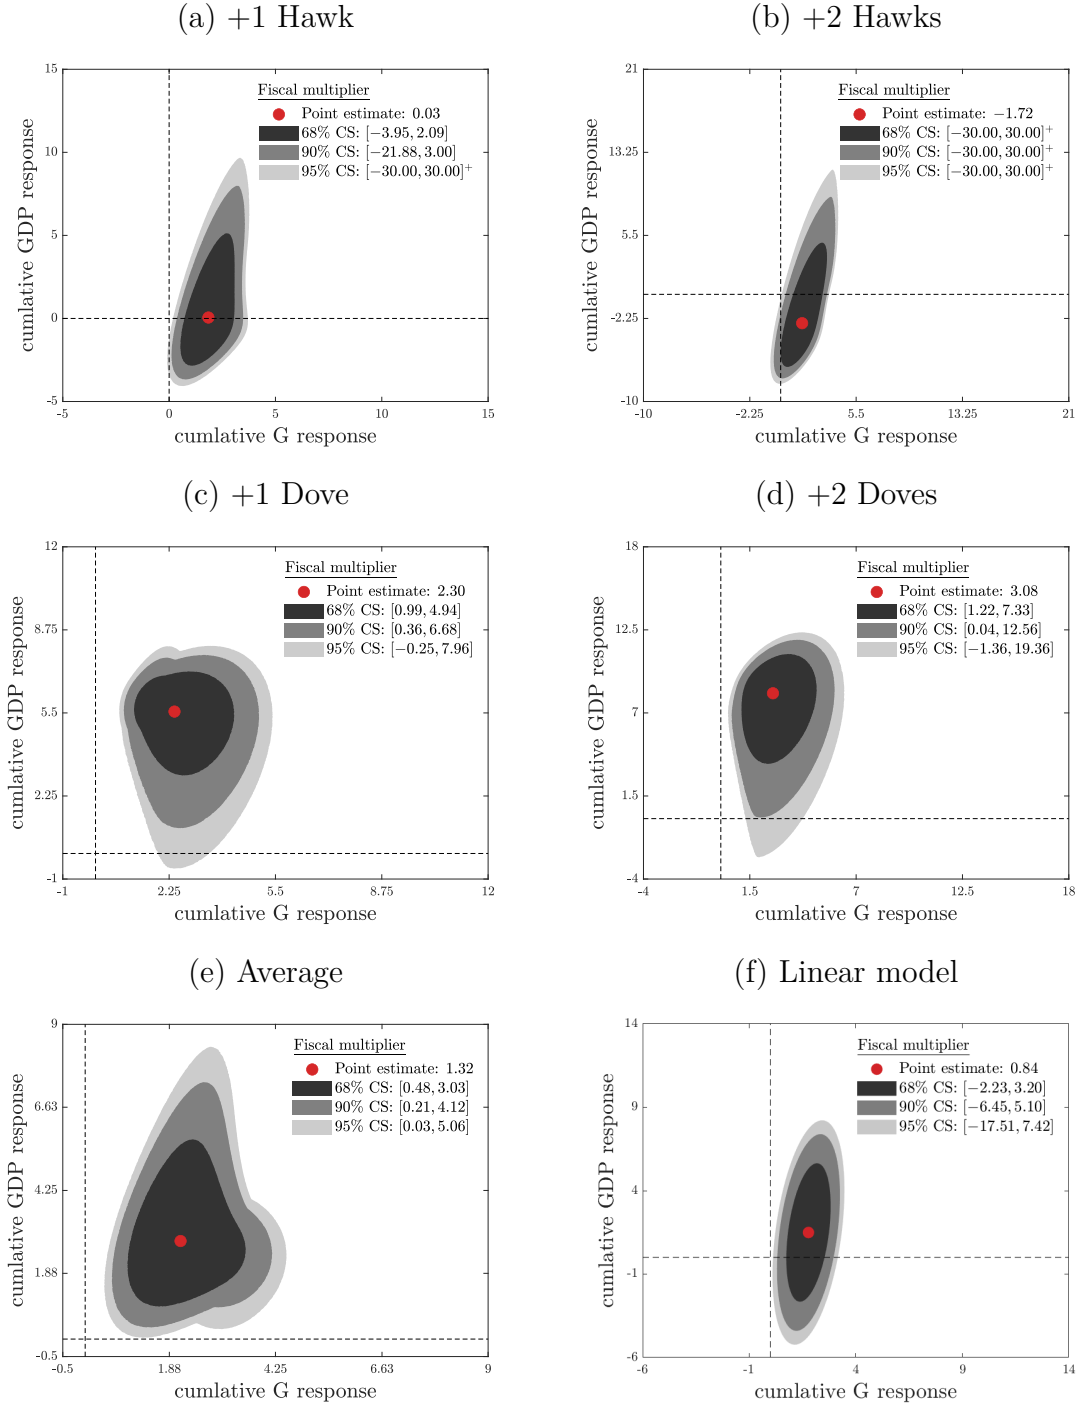 (a) +1 Hawk
15
10
5
0
-5
-5
0
5
10
15
cumlative GDP response
cumlative G response
Fiscal multiplier
Point estimate: 0.03
68% CS: [−3.95, 2.09]
90% CS: [−21.88, 3.00]
95% CS: [−30.00, 30.00]⁺
(b) +2 Hawks
21
13.25
5.5
-2.25
-10
-10
-2.25
5.5
13.25
21
cumlative GDP response
cumlative G response
Fiscal multiplier
Point estimate: −1.72
68% CS: [−30.00, 30.00]⁺
90% CS: [−30.00, 30.00]⁺
95% CS: [−30.00, 30.00]⁺
(c) +1 Dove
12
8.75
5.5
2.25
-1
-1
2.25
5.5
8.75
12
cumlative GDP response
cumlative G response
Fiscal multiplier
Point estimate: 2.30
68% CS: [0.99, 4.94]
90% CS: [0.36, 6.68]
95% CS: [−0.25, 7.96]
(d) +2 Doves
18
12.5
7
1.5
-4
-4
1.5
7
12.5
18
cumlative GDP response
cumlative G response
Fiscal multiplier
Point estimate: 3.08
68% CS: [1.22, 7.33]
90% CS: [0.04, 12.56]
95% CS: [−1.36, 19.36]
(e) Average
9
6.63
4.25
1.88
-0.5
-0.5
1.88
4.25
6.63
9
cumlative GDP response
cumlative G response
Fiscal multiplier
Point estimate: 1.32
68% CS: [0.48, 3.03]
90% CS: [0.21, 4.12]
95% CS: [0.03, 5.06]
(f) Linear model
14
9
4
-1
-6
-6
-1
4
9
14
cumlative GDP response
cumlative G response
Fiscal multiplier
Point estimate: 0.84
68% CS: [−2.23, 3.20]
90% CS: [−6.45, 5.10]
95% CS: [−17.51, 7.42]